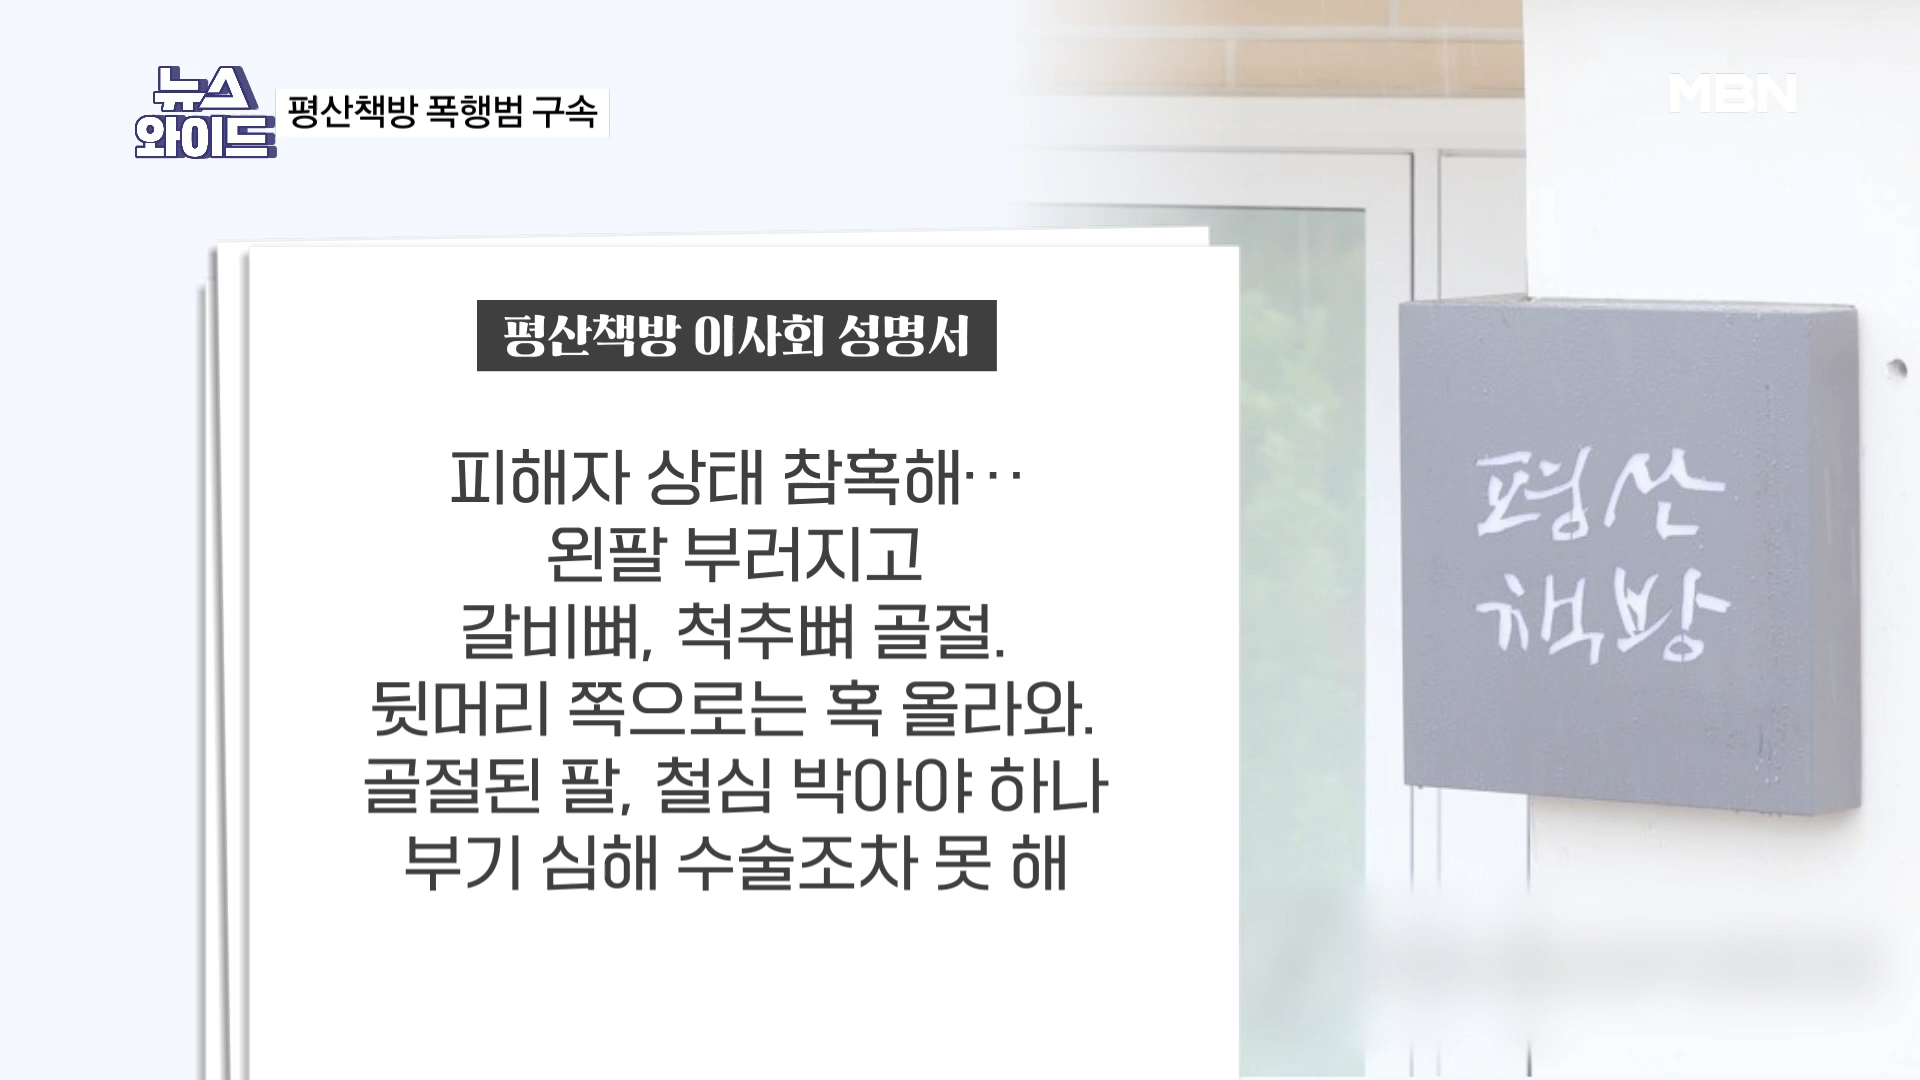 뉴스
와이드
평산책방 폭행범 구속
MBN
평산책방 이사회 성명서
피해자 상태 참혹해…
왼팔 부러지고
갈비뼈, 척추뼈 골절.
뒷머리 쪽으로는 혹 올라와.
골절된 팔, 철심 박아야 하나
부기 심해 수술조차 못 해
평산
책방